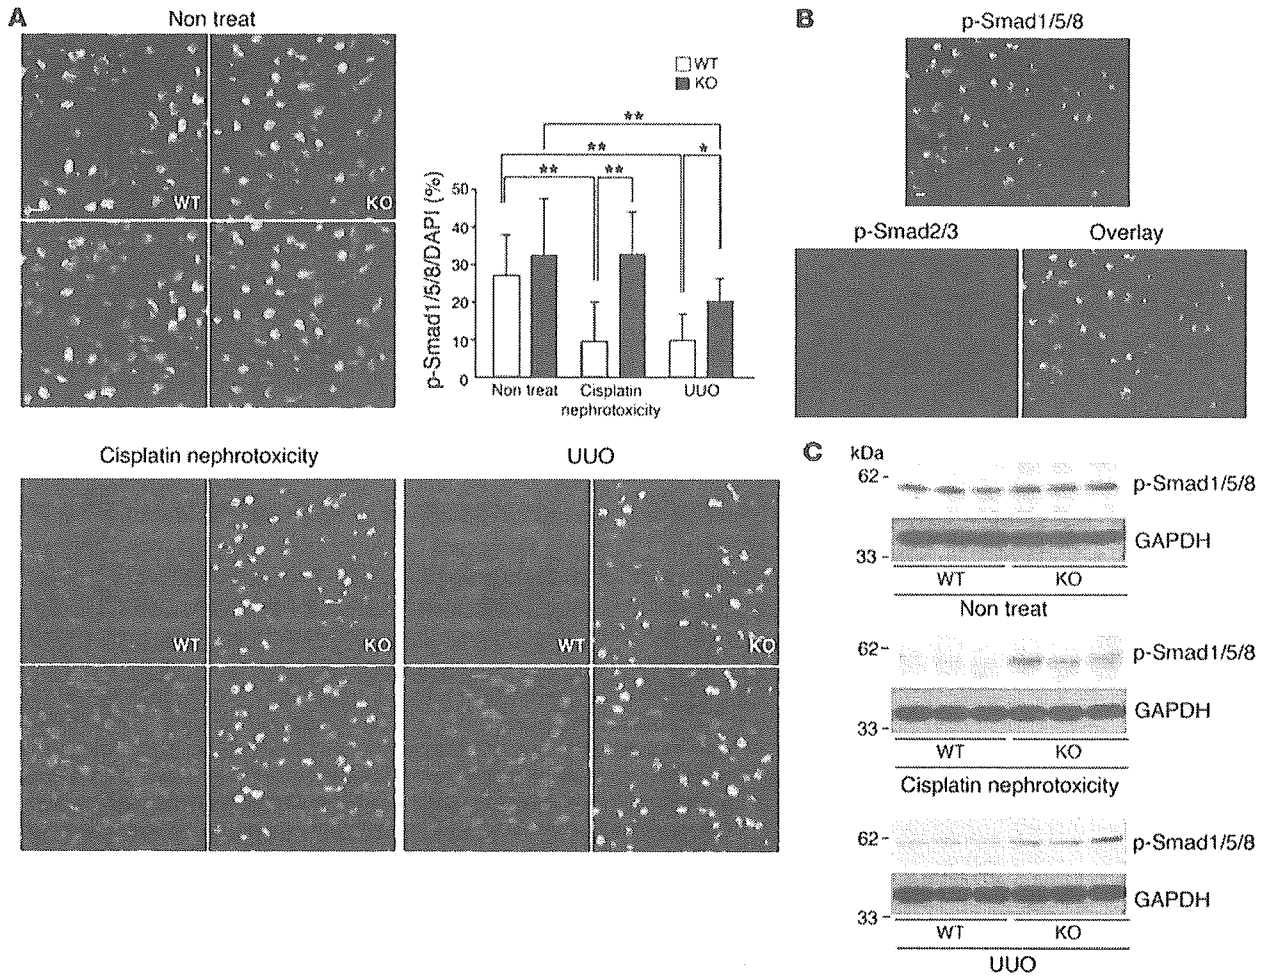 A
Non treat
WT
KO
WT
KO
**
**
*
**
**
p-Smad1/5/8/DAPI (%)
50
40
30
20
10
0
Non treat
Cisplatin nephrotoxicity
UUO
Cisplatin nephrotoxicity
UUO
WT
KO
WT
KO
B
p-Smad1/5/8
p-Smad2/3
Overlay
C
kDa
62
p-Smad1/5/8
GAPDH
33
WT
KO
Non treat
62
p-Smad1/5/8
GAPDH
33
WT
KO
Cisplatin nephrotoxicity
62
p-Smad1/5/8
GAPDH
33
WT
KO
UUO